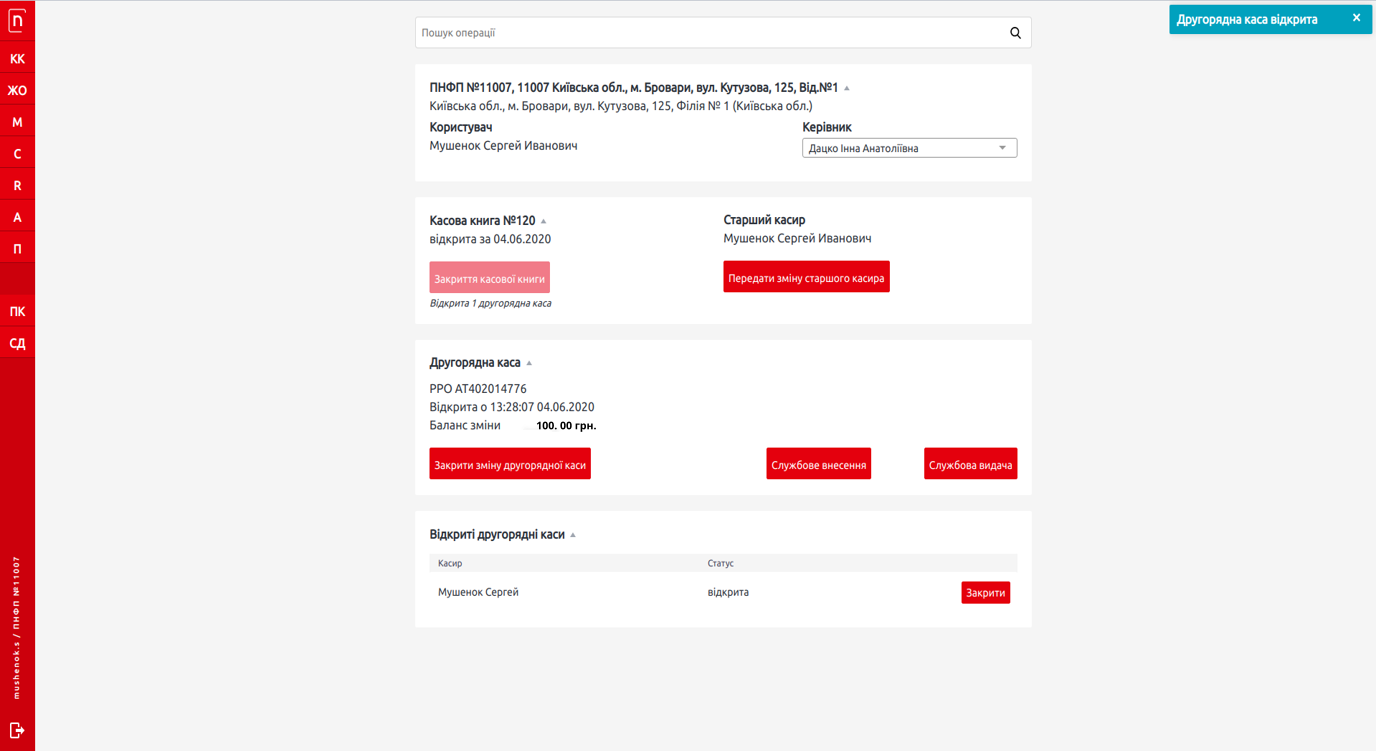 n
КК
ЖО
М
С
R
А
П
ПК
СД
mushenok.s / ПНФП №11007
Другорядна каса відкрита ×
Пошук операції
ПНФП №11007, 11007 Київська обл., м. Бровари, вул. Кутузова, 125, Від.№1
Київська обл., м. Бровари, вул. Кутузова, 125, Філія № 1 (Київська обл.)
Користувач Керівник
Мушенок Сергей Иванович Дацко Інна Анатоліївна
Касова книга №120 Старший касир
відкрита за 04.06.2020 Мушенок Сергей Иванович
Закриття касової книги Передати зміну старшого касира
Відкрита 1 другорядна каса
Другорядна каса
РРО АТ402014776
Відкрита о 13:28:07 04.06.2020
Баланс зміни 100. 00 грн.
Закрити зміну другорядної каси Службове внесення Службова видача
Відкриті другорядні каси
Касир Статус
Мушенок Сергей відкрита Закрити